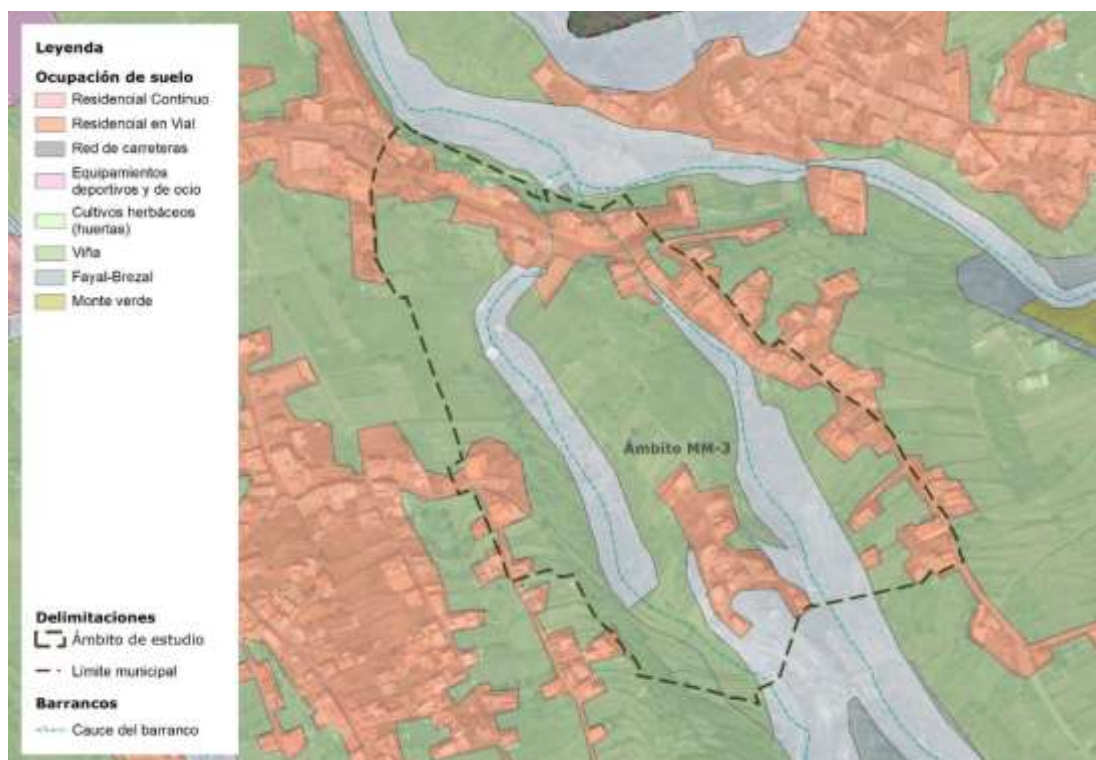 Leyenda
Ocupación de suelo
Residencial Contínuo
Residencial en Vial
Red de carreteras
Equipamientos
deportivos y de ocio
Cultivos herbáceos
(huertas)
Viña
Fayal-Brezal
Monte verde
Ámbito MM-3
Delimitaciones
Ámbito de estudio
Límite municipal
Barrancos
Cauce del barranco